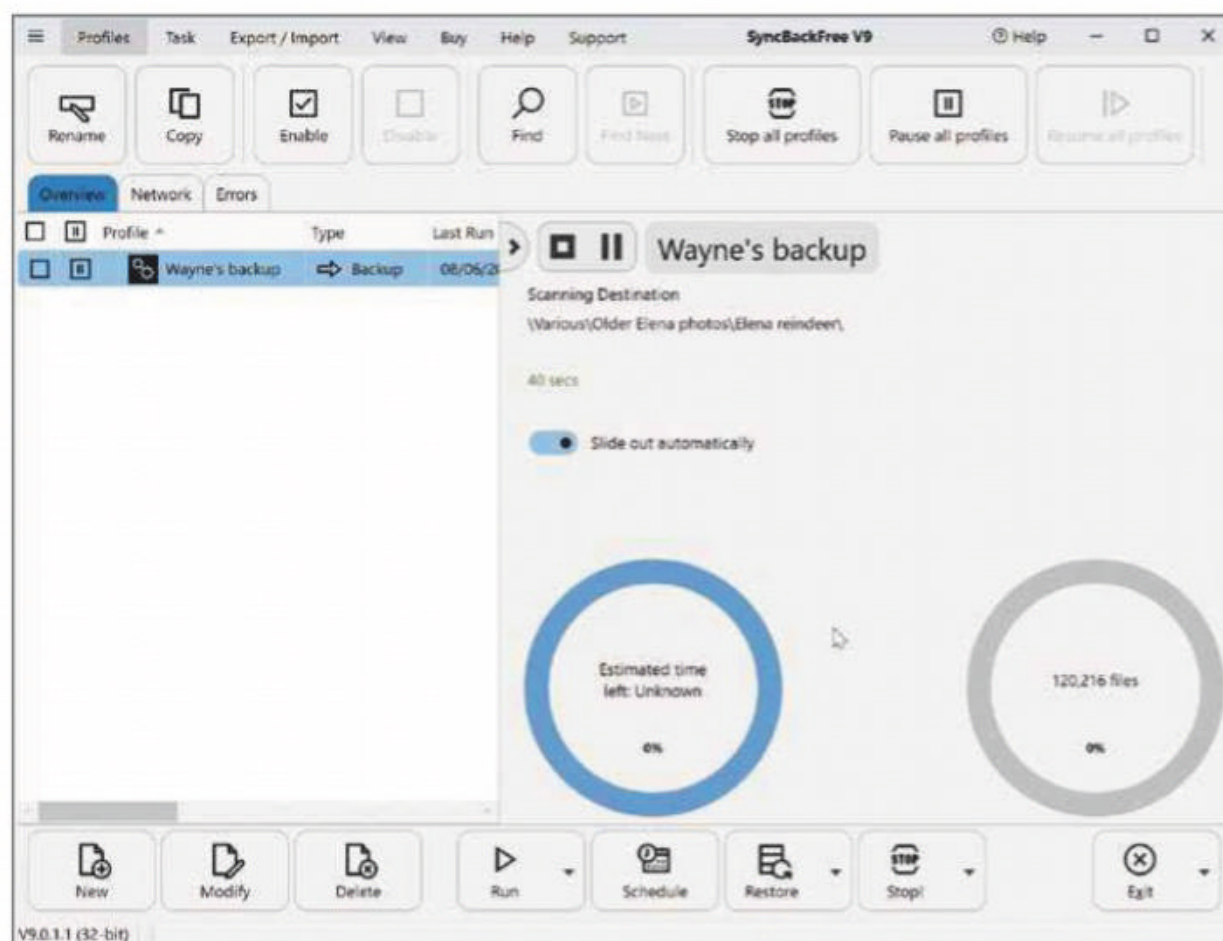 Profiles Task Export / Import View Buy Help Support SyncBackFree V9 Help
Rename Copy Enable Disable Find Find Next Stop all profiles Pause all profiles Resume all profiles
Overview Network Errors
Profile Type Last Run
Wayne's backup Backup 08/06/20
Wayne's backup
Scanning Destination
\Various\Older Elena photos\Elena reindeer\
40 secs
Slide out automatically
Estimated time
left: Unknown
0%
120,216 files
0%
New Modify Delete Run Schedule Restore Stop! Exit
V9.0.1.1 (32-bit)